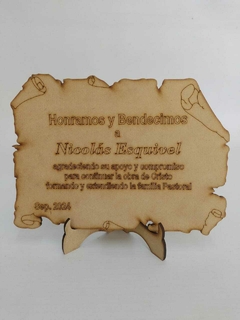 Honramos y Bendecimos
a
Nicolás Esquivel
agradeciendo su apoyo y compromiso
para continuar la obra de Cristo
formando y extendiendo la familia Pastoral
Sep. 2024